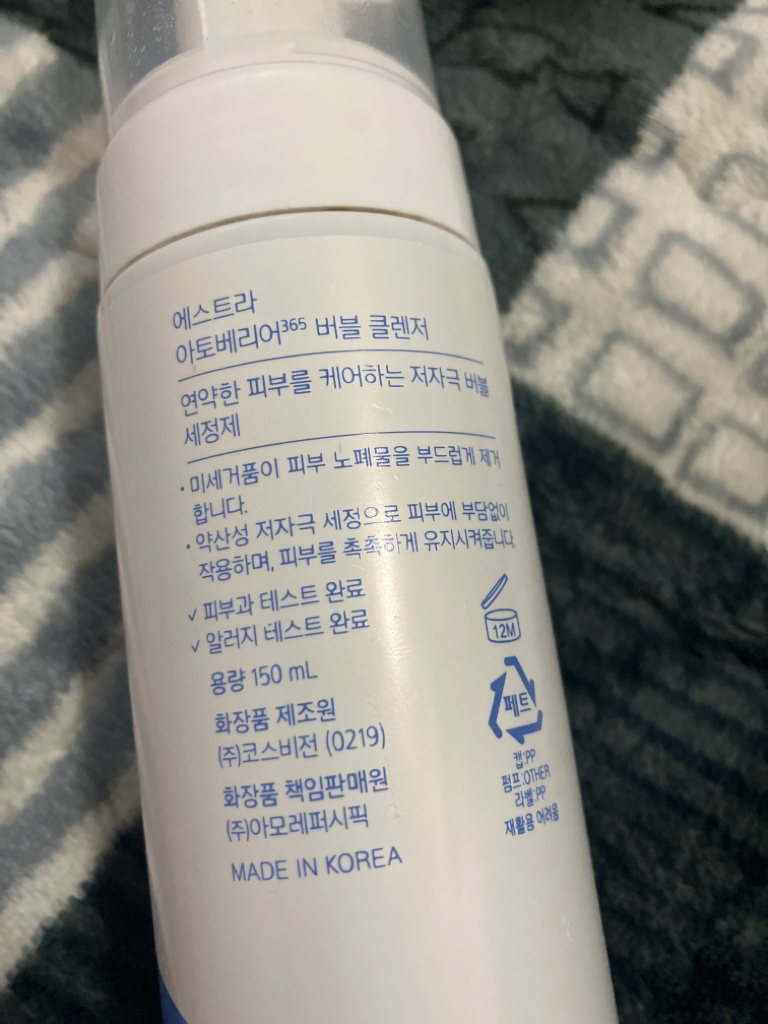 에스트라
아토베리어³⁶⁵ 버블 클렌저
연약한 피부를 케어하는 저자극 버블
세정제
· 미세거품이 피부 노폐물을 부드럽게 제거
합니다.
· 약산성 저자극 세정으로 피부에 부담없이
작용하며, 피부를 촉촉하게 유지시켜줍니다.
✓ 피부과 테스트 완료
✓ 알러지 테스트 완료
용량 150 mL
화장품 제조원
(주)코스비전 (0219)
화장품 책임판매원
(주)아모레퍼시픽
MADE IN KOREA
12M
페트
캡:PP
펌프:OTHER
라벨:PP
재활용 어려움